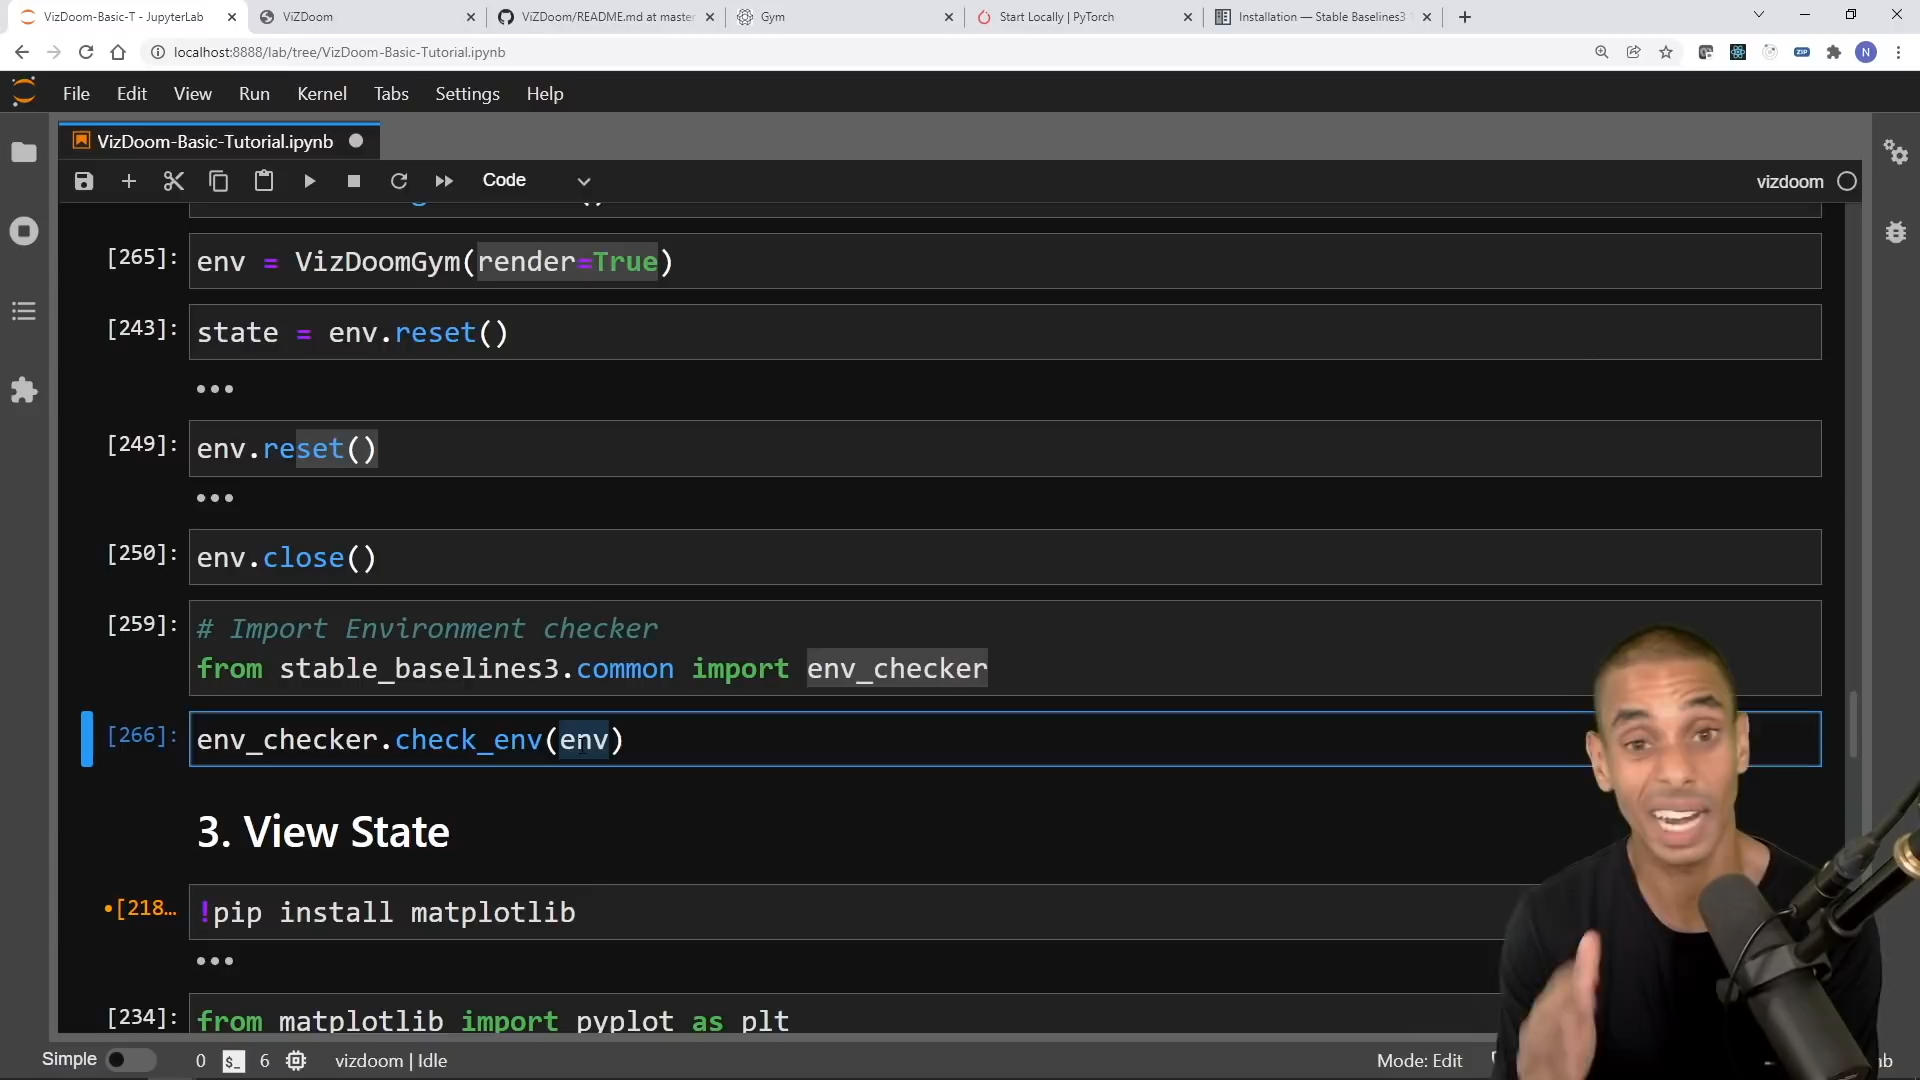 VizDoom-Basic-T - JupyterLab
ViZDoom
ViZDoom/README.md at master
Gym
Start Locally | PyTorch
Installation — Stable Baselines3
localhost:8888/lab/tree/VizDoom-Basic-Tutorial.ipynb
ZIP
N
File Edit View Run Kernel Tabs Settings Help
VizDoom-Basic-Tutorial.ipynb
Code
vizdoom
[265]: env = VizDoomGym(render=True)
[243]: state = env.reset()
[249]: env.reset()
[250]: env.close()
[259]: # Import Environment checker
from stable_baselines3.common import env_checker
[266]: env_checker.check_env(env)
3. View State
•[218… !pip install matplotlib
[234]: from matplotlib import pyplot as plt
Simple 0 $_ 6 vizdoom | Idle Mode: Edit nb